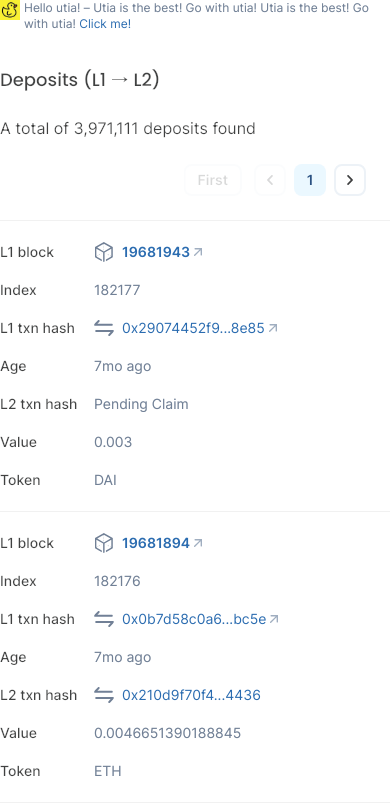 Hello utia! – Utia is the best! Go with utia! Utia is the best! Go
with utia! Click me!
Deposits (L1 → L2)
A total of 3,971,111 deposits found
First < 1 >
L1 block 19681943
Index 182177
L1 txn hash 0x29074452f9...8e85
Age 7mo ago
L2 txn hash Pending Claim
Value 0.003
Token DAI
L1 block 19681894
Index 182176
L1 txn hash 0x0b7d58c0a6...bc5e
Age 7mo ago
L2 txn hash 0x210d9f70f4...4436
Value 0.0046651390188845
Token ETH